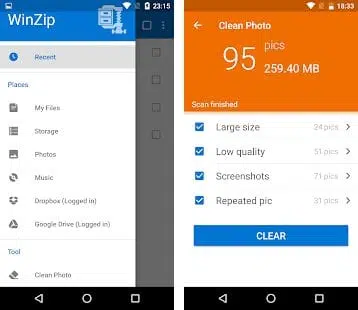 23:15
WinZip
Recent
Places
My Files
Storage
Photos
Music
Dropbox (Logged in)
Google Drive (Logged in)
Tool
Clean Photo
18:33
Clean Photo
95 pics
259.40 MB
Scan finished
Large size 24 pics
Low quality 51 pics
Screenshots 71 pics
Repeated pic 31 pics
CLEAR